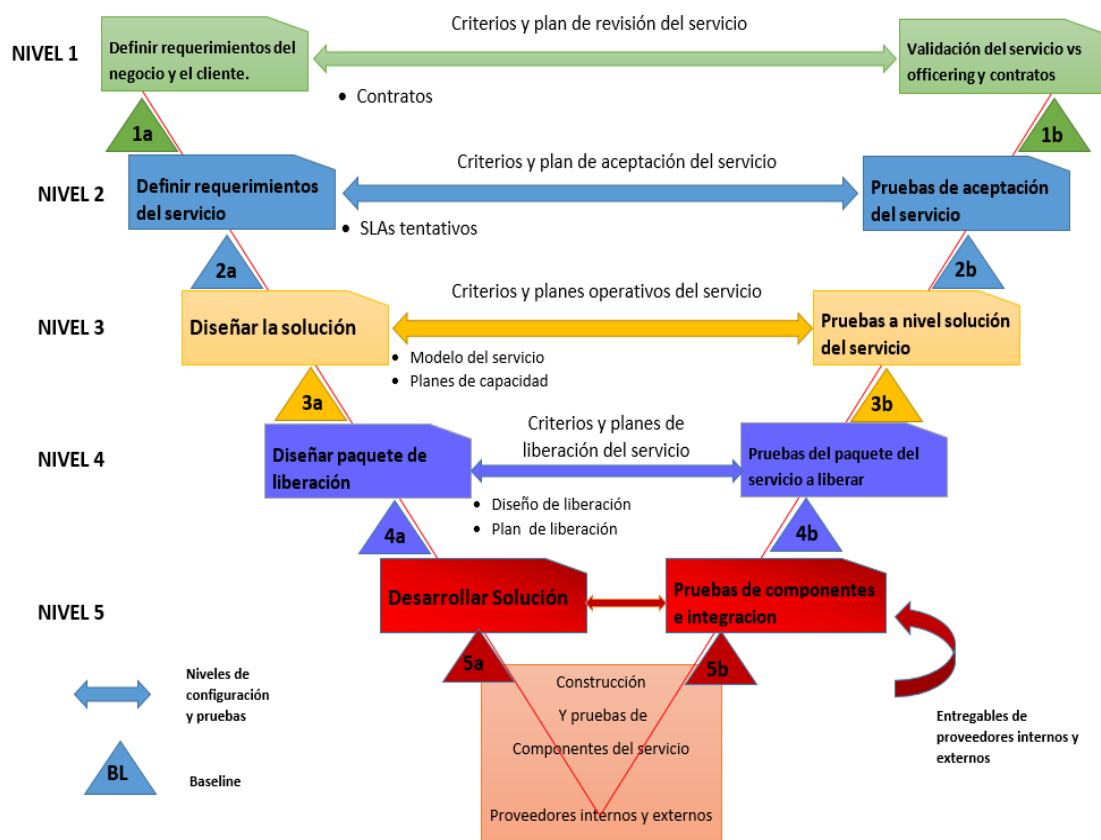 Criterios y plan de revisión del servicio
NIVEL 1
Definir requerimientos del
negocio y el cliente.
Validación del servicio vs
officering y contratos
• Contratos
1a
1b
Criterios y plan de aceptación del servicio
NIVEL 2
Definir requerimientos
del servicio
Pruebas de aceptación
del servicio
• SLAs tentativos
2a
2b
Criterios y planes operativos del servicio
NIVEL 3
Diseñar la solución
Pruebas a nivel solución
del servicio
• Modelo del servicio
• Planes de capacidad
3a
3b
Criterios y planes de
liberación del servicio
NIVEL 4
Diseñar paquete de
liberación
Pruebas del paquete del
servicio a liberar
• Diseño de liberación
• Plan de liberación
4a
4b
NIVEL 5
Desarrollar Solución
Pruebas de componentes
e integracion
5a
5b
Construcción
Y pruebas de
Componentes del servicio
Proveedores internos y externos
Niveles de
configuración
y pruebas
BL
Baseline
Entregables de
proveedores internos y
externos